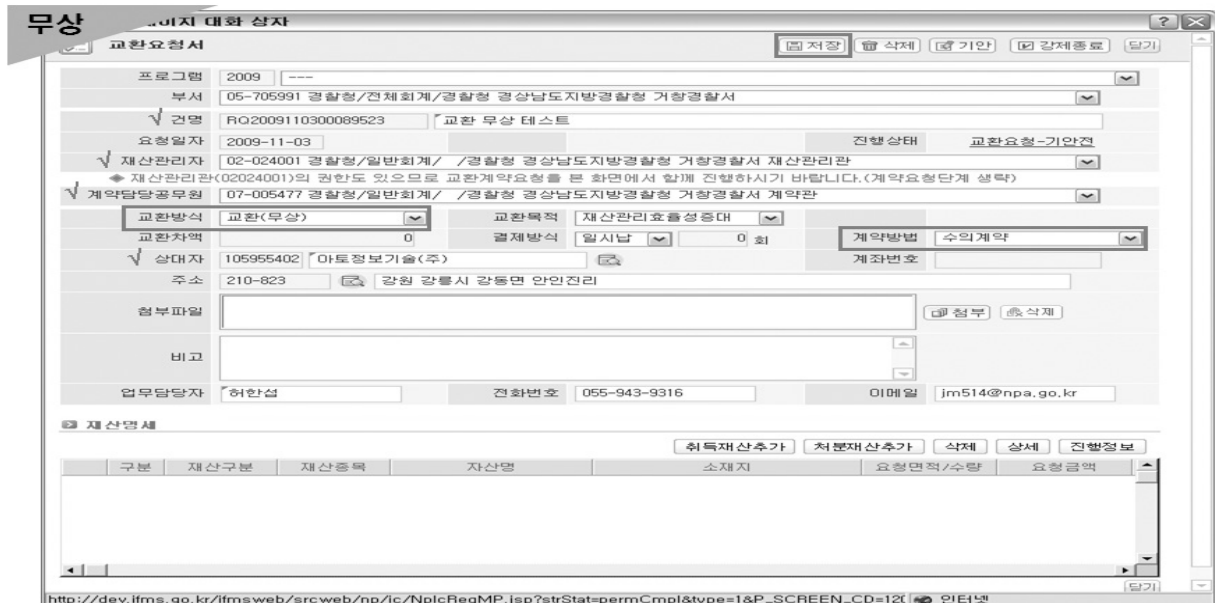 무상
이지 대화 상자
교환요청서 저장 삭제 기안 강제종료 닫기
프로그램 2009 ---
부서 05-705991 경찰청/전체회계/경찰청 경상남도지방경찰청 거창경찰서
√ 건명 RQ2009110300089523 교환 무상 테스트
요청일자 2009-11-03 진행상태 교환요청-기안전
√ 재산관리자 02-024001 경찰청/일반회계/ /경찰청 경상남도지방경찰청 거창경찰서 재산관리관
◈ 재산관리관(02024001)의 권한도 있으므로 교환계약요청를 본 화면에서 함께 진행하시기 바랍니다.(계약요청단계 생략)
√ 계약담당공무원 07-005477 경찰청/일반회계/ /경찰청 경상남도지방경찰청 거창경찰서 계약관
교환방식 교환(무상) 교환목적 재산관리효율성증대
교환차액 0 결제방식 일시납 0 회 계약방법 수의계약
√ 상대자 105955402 아토정보기술(주) 계좌번호
주소 210-823 강원 강릉시 강동면 안인진리
첨부파일 첨부 삭제
비고
업무담당자 허한섭 전화번호 055-943-9316 이메일 jm514@npa.go.kr
재산명세
취득재산추가 처분재산추가 삭제 상세 진행정보
구분 재산구분 재산종목 자산명 소재지 요청면적/수량 요청금액
닫기
http://dev.ifms.go.kr/ifmsweb/srcweb/np/ic/NpIcReqMP.jsp?strStat=permCmpl&type=1&P_SCREEN_CD=12( 인터넷